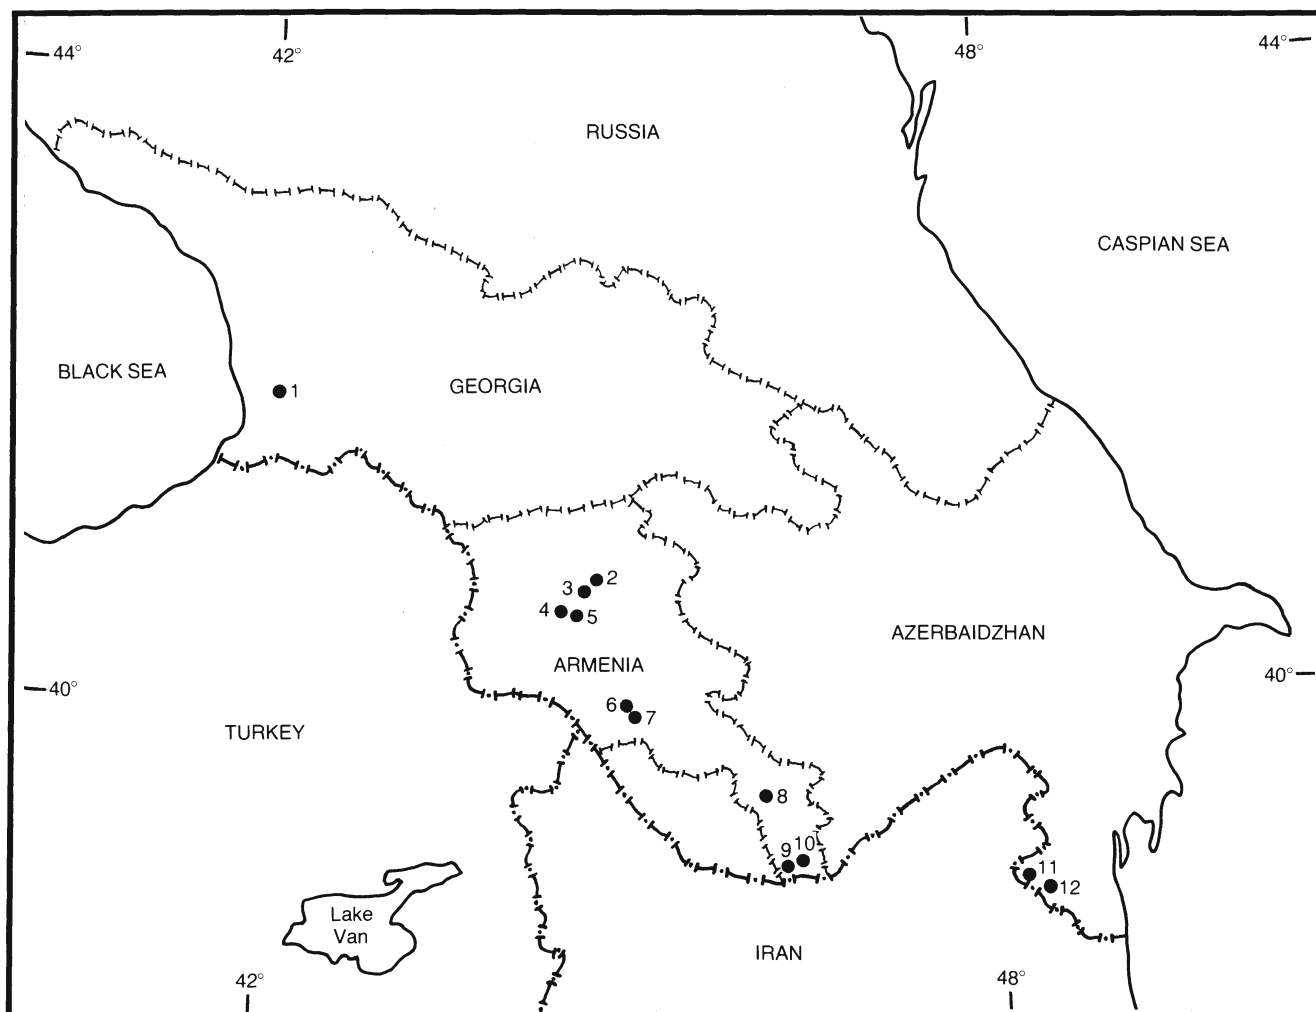 44°
42°
48°
44°
RUSSIA
CASPIAN SEA
BLACK SEA
1
GEORGIA
2
3
4
5
AZERBAIDZHAN
ARMENIA
40°
40°
6
7
TURKEY
8
9
10
11
12
Lake
Van
IRAN
42°
48°